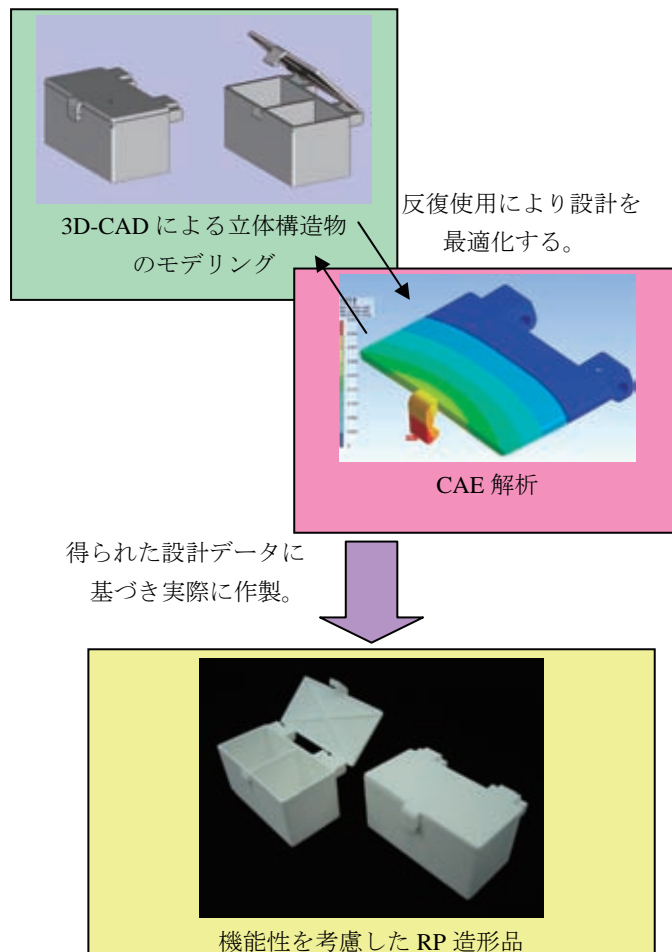 3D-CAD による立体構造物
のモデリング
反復使用により設計を
最適化する。
CAE 解析
得られた設計データに
基づき実際に作製。
機能性を考慮した RP 造形品